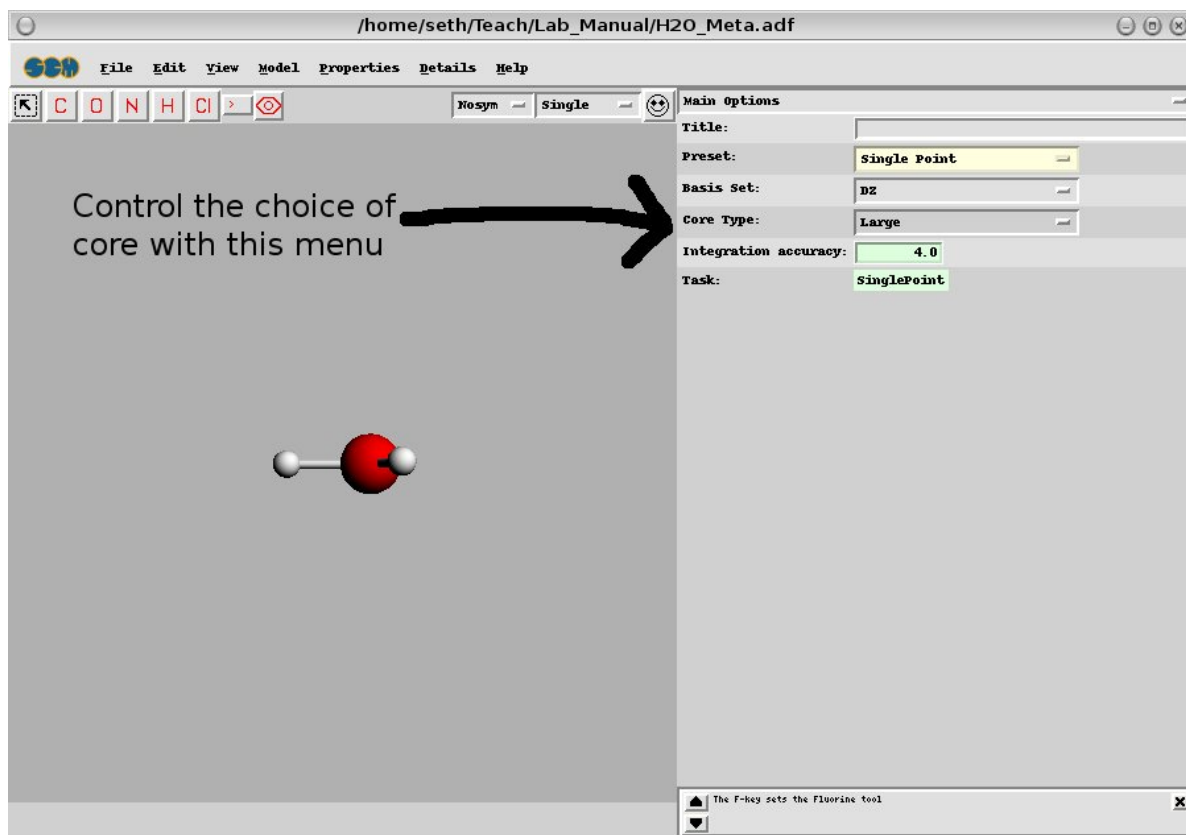 /home/seth/Teach/Lab_Manual/H2O_Meta.adf
SCM File Edit View Model Properties Details Help
C O N H Cl > Nosym Single
Main Options
Title:
Preset: Single Point
Basis Set: DZ
Core Type: Large
Integration accuracy: 4.0
Task: SinglePoint
Control the choice of
core with this menu
The F-key sets the Fluorine tool